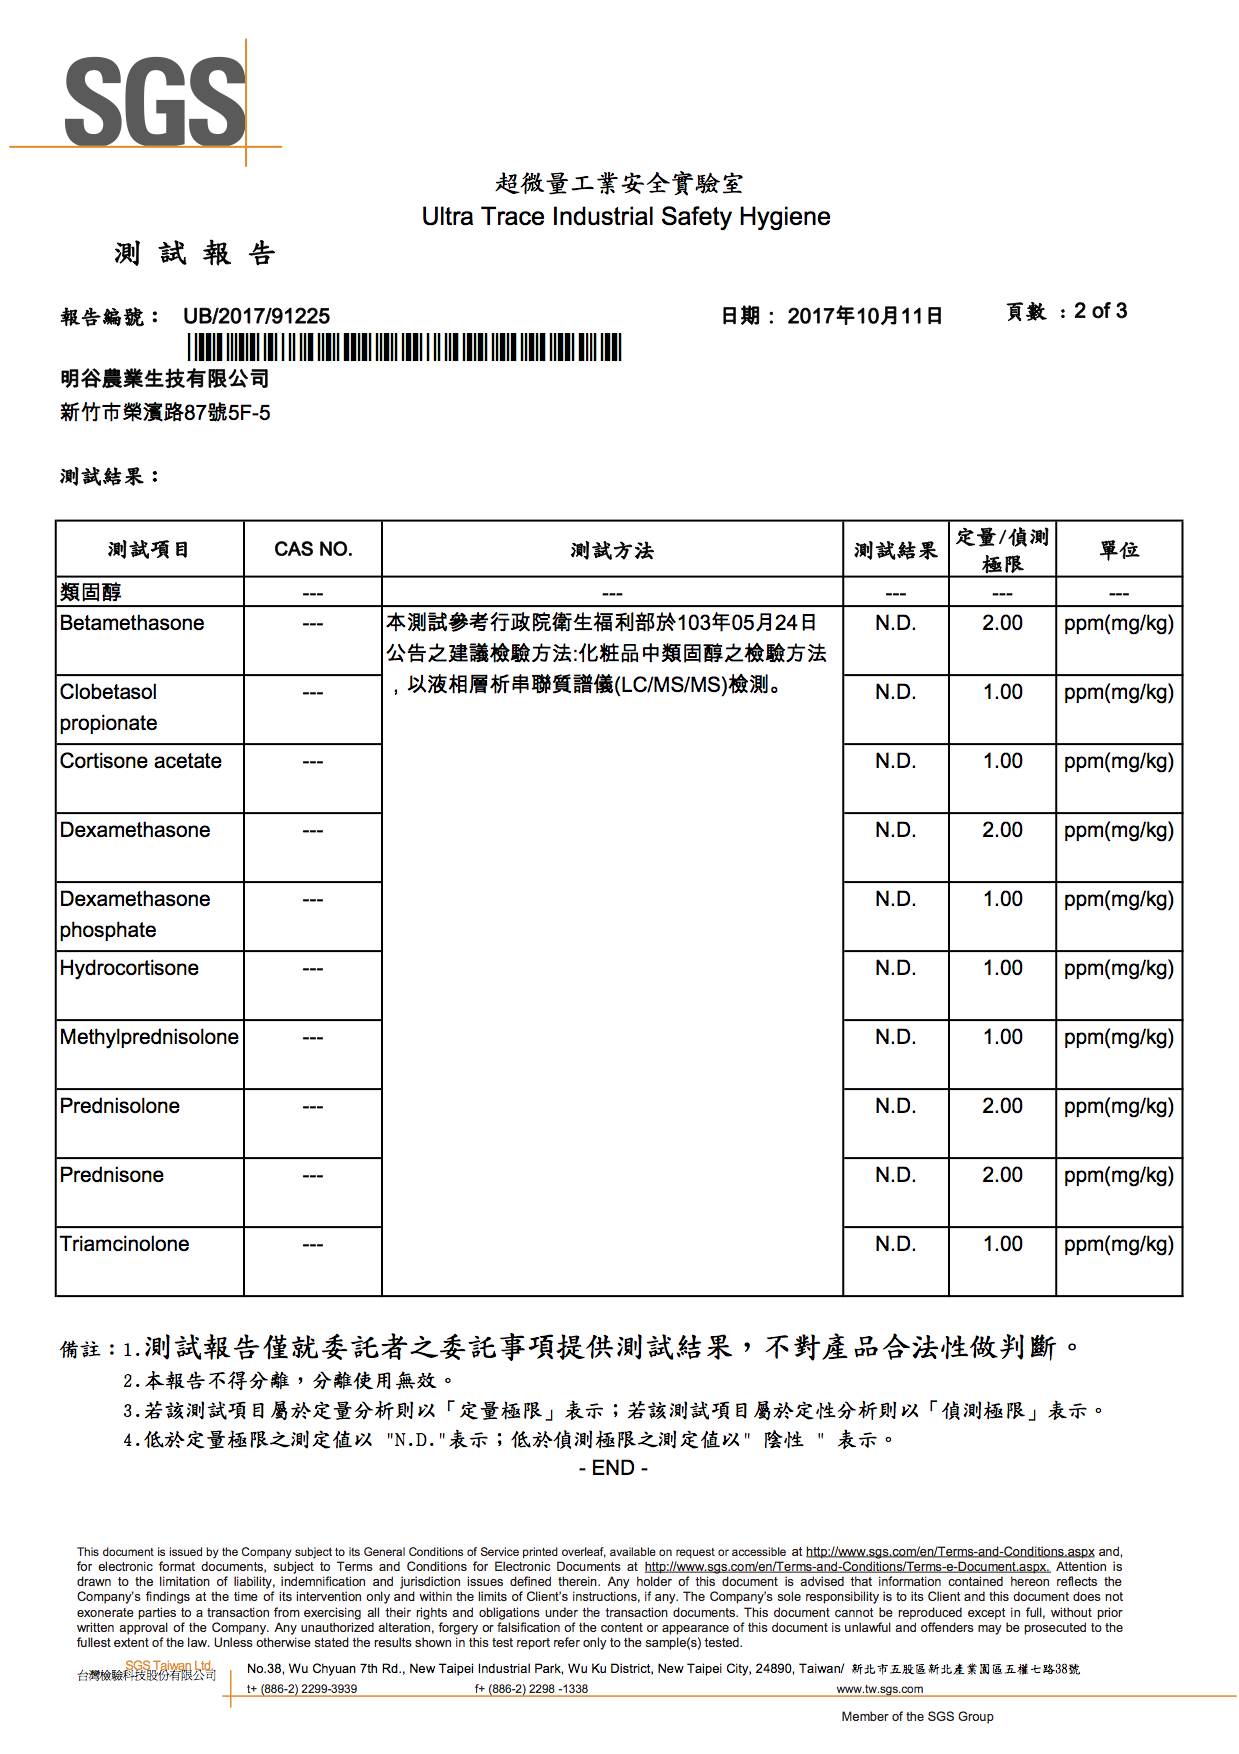 SGS
超微量工業安全實驗室
Ultra Trace Industrial Safety Hygiene
測 試 報 告
報告編號： UB/2017/91225 日期： 2017年10月11日 頁數 : 2 of 3
明谷農業生技有限公司
新竹市榮濱路87號5F-5
測試結果：
測試項目 CAS NO. 測試方法 測試結果 定量/偵測極限 單位
類固醇 --- --- --- --- ---
Betamethasone --- 本測試參考行政院衛生福利部於103年05月24日 N.D. 2.00 ppm(mg/kg)
公告之建議檢驗方法:化粧品中類固醇之檢驗方法
Clobetasol --- ，以液相層析串聯質譜儀(LC/MS/MS)檢測。 N.D. 1.00 ppm(mg/kg)
propionate
Cortisone acetate --- N.D. 1.00 ppm(mg/kg)
Dexamethasone --- N.D. 2.00 ppm(mg/kg)
Dexamethasone --- N.D. 1.00 ppm(mg/kg)
phosphate
Hydrocortisone --- N.D. 1.00 ppm(mg/kg)
Methylprednisolone --- N.D. 1.00 ppm(mg/kg)
Prednisolone --- N.D. 2.00 ppm(mg/kg)
Prednisone --- N.D. 2.00 ppm(mg/kg)
Triamcinolone --- N.D. 1.00 ppm(mg/kg)
備註：1.測試報告僅就委託者之委託事項提供測試結果，不對產品合法性做判斷。
2.本報告不得分離，分離使用無效。
3.若該測試項目屬於定量分析則以「定量極限」表示；若該測試項目屬於定性分析則以「偵測極限」表示。
4.低於定量極限之測定值以 "N.D."表示；低於偵測極限之測定值以" 陰性 " 表示。
- END -
This document is issued by the Company subject to its General Conditions of Service printed overleaf, available on request or accessible at http://www.sgs.com/en/Terms-and-Conditions.aspx and,
for electronic format documents, subject to Terms and Conditions for Electronic Documents at http://www.sgs.com/en/Terms-and-Conditions/Terms-e-Document.aspx. Attention is
drawn to the limitation of liability, indemnification and jurisdiction issues defined therein. Any holder of this document is advised that information contained hereon reflects the
Company's findings at the time of its intervention only and within the limits of Client's instructions, if any. The Company's sole responsibility is to its Client and this document does not
exonerate parties to a transaction from exercising all their rights and obligations under the transaction documents. This document cannot be reproduced except in full, without prior
written approval of the Company. Any unauthorized alteration, forgery or falsification of the content or appearance of this document is unlawful and offenders may be prosecuted to the
fullest extent of the law. Unless otherwise stated the results shown in this test report refer only to the sample(s) tested.
SGS Taiwan Ltd.
台灣檢驗科技股份有限公司
No.38, Wu Chyuan 7th Rd., New Taipei Industrial Park, Wu Ku District, New Taipei City, 24890, Taiwan/ 新北市五股區新北產業園區五權七路38號
t+ (886-2) 2299-3939 f+ (886-2) 2298 -1338 www.tw.sgs.com
Member of the SGS Group